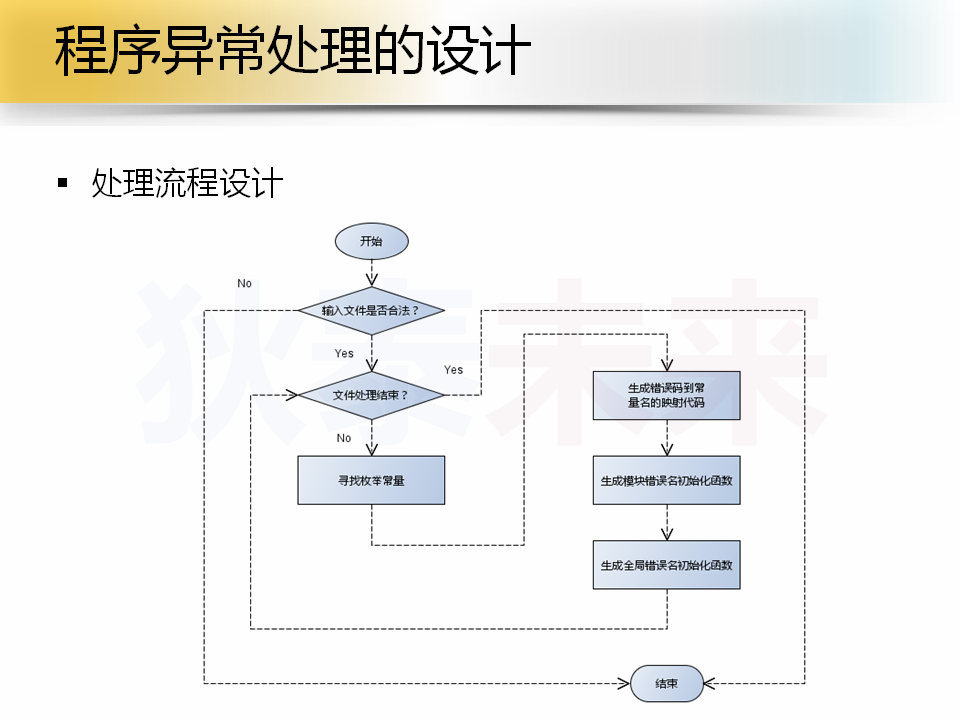 程序异常处理的设计
处理流程设计
开始
No
输入文件是否合法？
Yes
Yes
文件处理结束？
No
寻找枚举常量
生成错误码到常
量名的映射代码
生成模块错误名初始化函数
生成全局错误名初始化函数
结束
狄泰未来